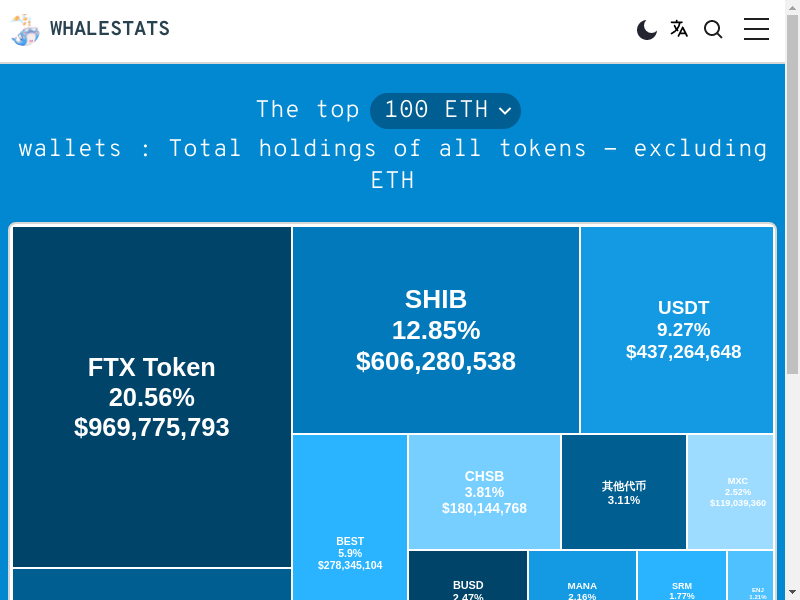 WHALESTATS
The top 100 ETH
wallets : Total holdings of all tokens - excluding
ETH
FTX Token
20.56%
$969,775,793
SHIB
12.85%
$606,280,538
USDT
9.27%
$437,264,648
BEST
5.9%
$278,345,104
CHSB
3.81%
$180,144,768
其他代币
3.11%
MXC
2.52%
$119,039,360
BUSD
2.47%
MANA
2.16%
SRM
1.77%
ENJ
1.21%